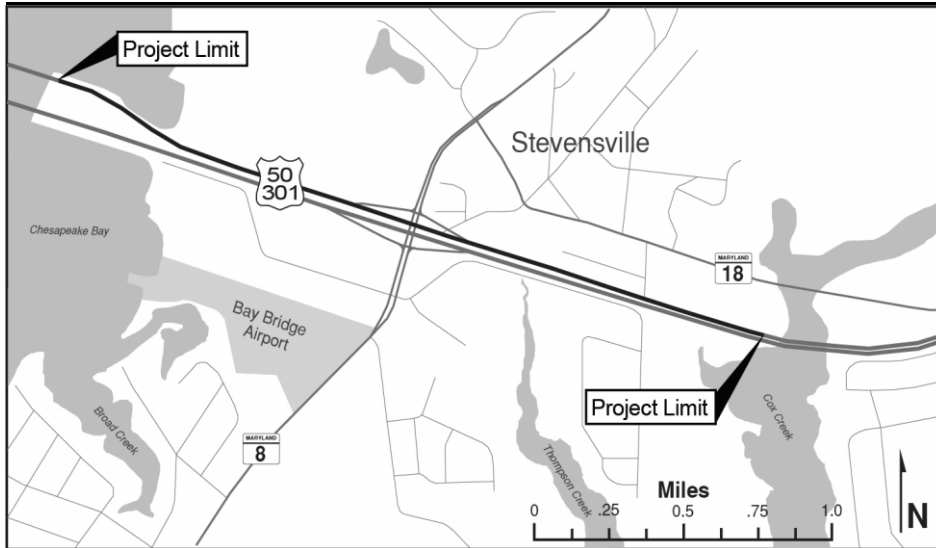 Project Limit
Stevensville
50
301
Chesapeake Bay
MARYLAND
18
Bay Bridge
Airport
Project Limit
Cox Creek
Broad Creek
MARYLAND
8
Thompson Creek
Miles
0 .25 0.5 .75 1.0
N